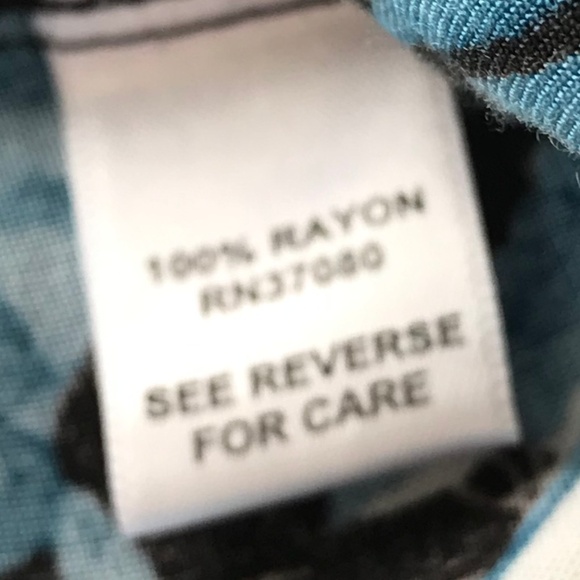 100% RAYON
RN37080
SEE REVERSE
FOR CARE